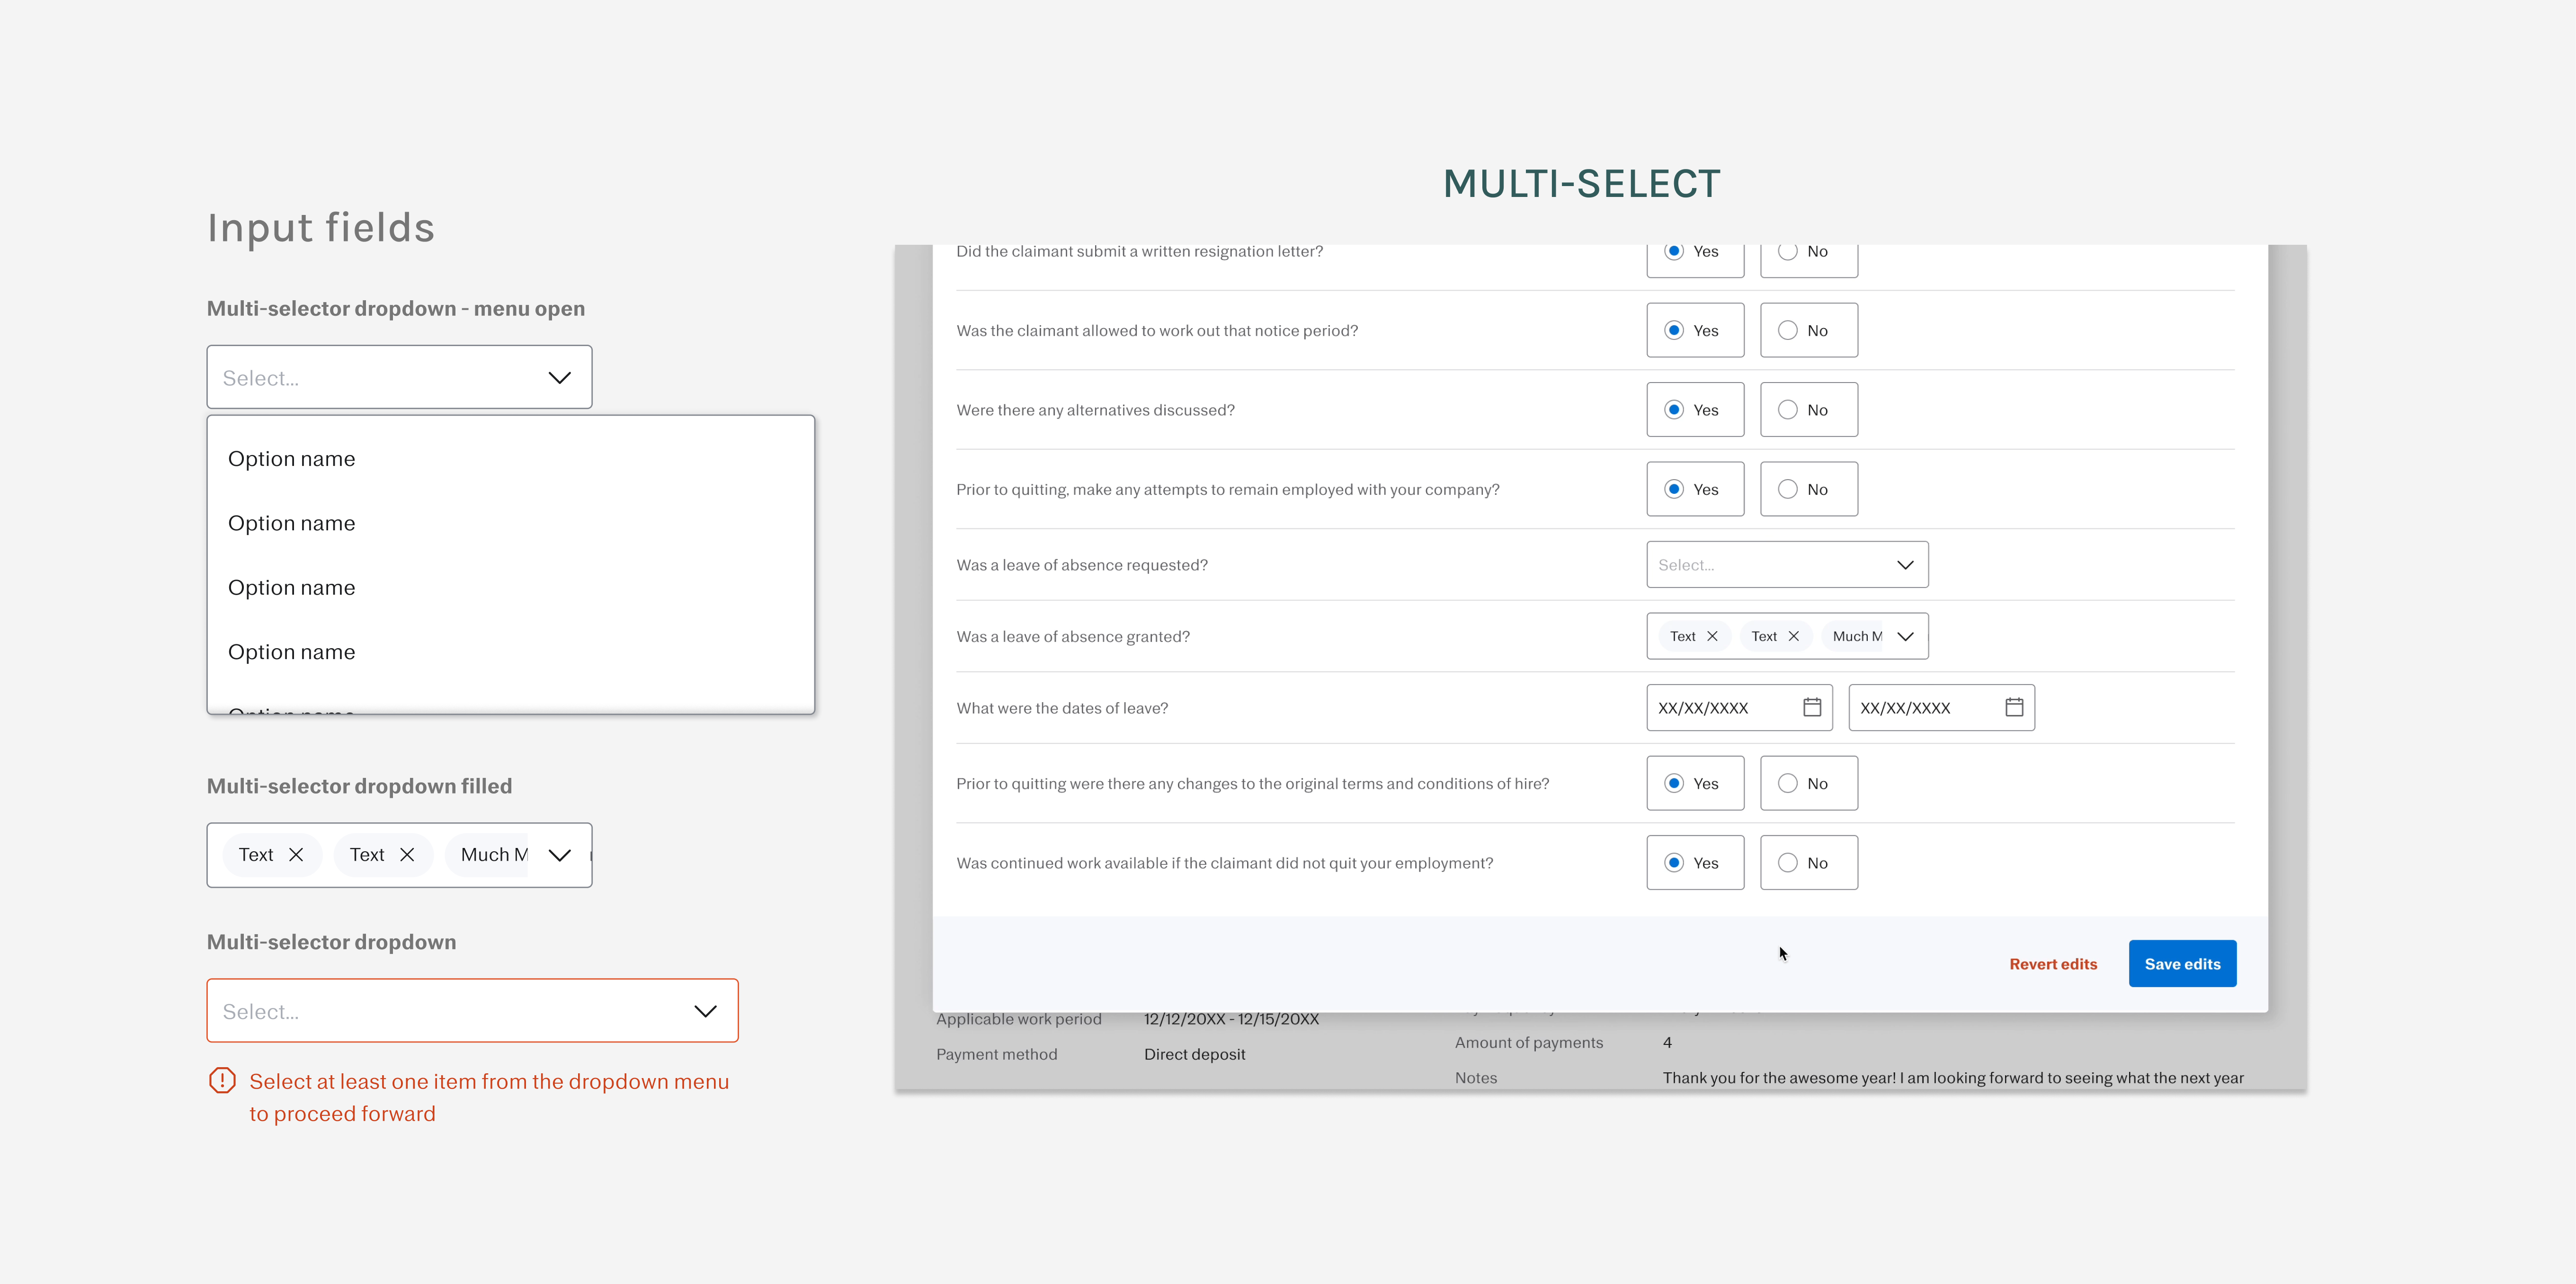 MULTI-SELECT
Input fields
Multi-selector dropdown - menu open
Select...
Option name
Option name
Option name
Option name
Option name
Multi-selector dropdown filled
Text
Text
Much M
Multi-selector dropdown
Select...
Select at least one item from the dropdown menu
to proceed forward
Did the claimant submit a written resignation letter? Yes No
Was the claimant allowed to work out that notice period? Yes No
Were there any alternatives discussed? Yes No
Prior to quitting, make any attempts to remain employed with your company? Yes No
Was a leave of absence requested? Select...
Was a leave of absence granted? Text Text Much M
What were the dates of leave? XX/XX/XXXX XX/XX/XXXX
Prior to quitting were there any changes to the original terms and conditions of hire? Yes No
Was continued work available if the claimant did not quit your employment? Yes No
Revert edits Save edits
Applicable work period 12/12/20XX - 12/15/20XX
Payment method Direct deposit
Amount of payments 4
Notes Thank you for the awesome year! I am looking forward to seeing what the next year